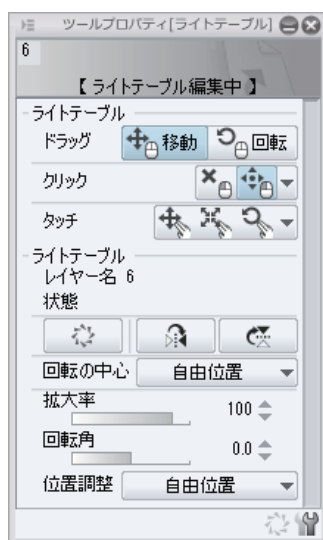 ツールプロパティ[ライトテーブル]
6
【 ライトテーブル編集中 】
ライトテーブル
ドラッグ 移動 回転
クリック
タッチ
ライトテーブル
レイヤー名 6
状態
回転の中心 自由位置
拡大率 100
回転角 0.0
位置調整 自由位置